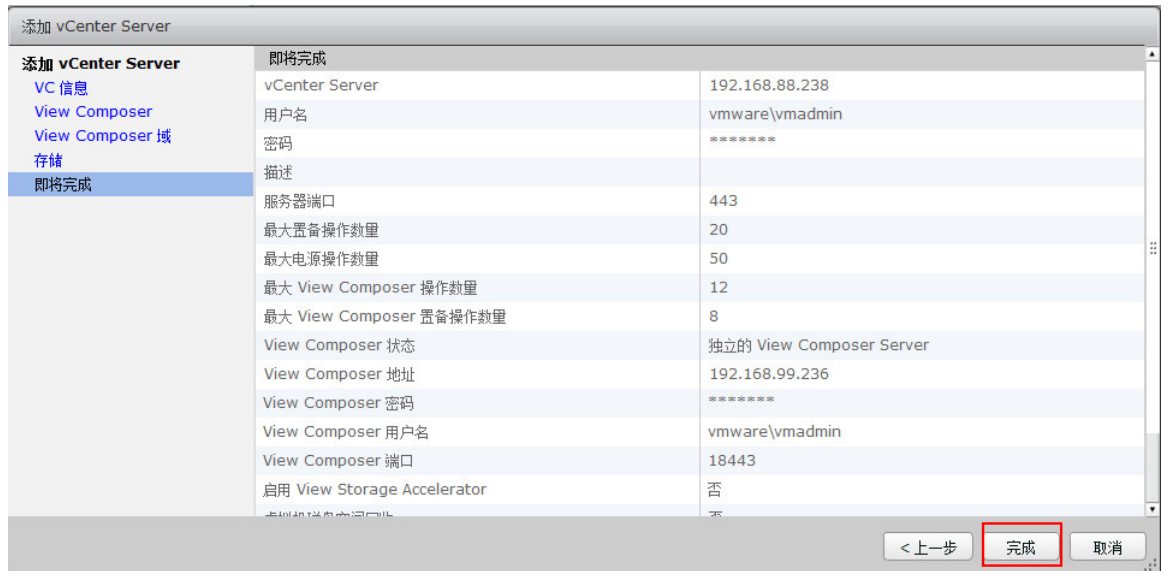 添加 vCenter Server
添加 vCenter Server
VC 信息
View Composer
View Composer 域
存储
即将完成
即将完成
vCenter Server 192.168.88.238
用户名 vmware\vmadmin
密码 *******
描述
服务器端口 443
最大置备操作数量 20
最大电源操作数量 50
最大 View Composer 操作数量 12
最大 View Composer 置备操作数量 8
View Composer 状态 独立的 View Composer Server
View Composer 地址 192.168.99.236
View Composer 密码 *******
View Composer 用户名 vmware\vmadmin
View Composer 端口 18443
启用 View Storage Accelerator 否
<上一步 完成 取消